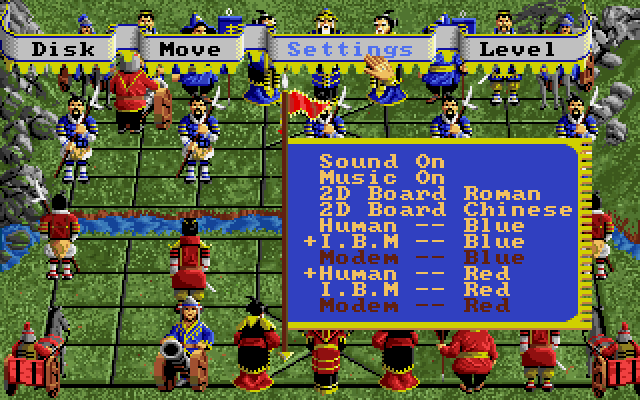 Disk Move Settings Level
Sound On
Music On
2D Board Roman
2D Board Chinese
Human -- Blue
+I.B.M -- Blue
Modem -- Blue
+Human -- Red
I.B.M -- Red
Modem -- Red